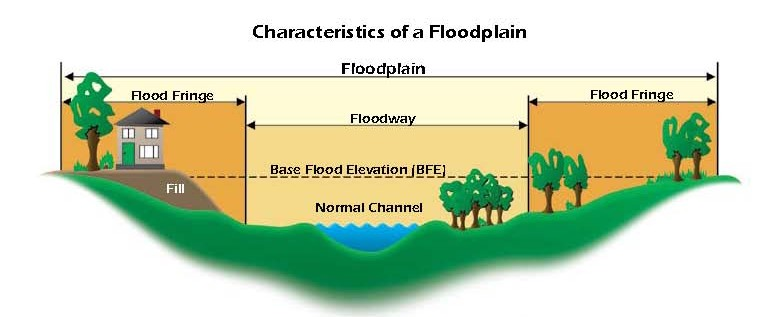 Characteristics of a Floodplain
Floodplain
Flood Fringe
Flood Fringe
Floodway
Base Flood Elevation (BFE)
Fill
Normal Channel